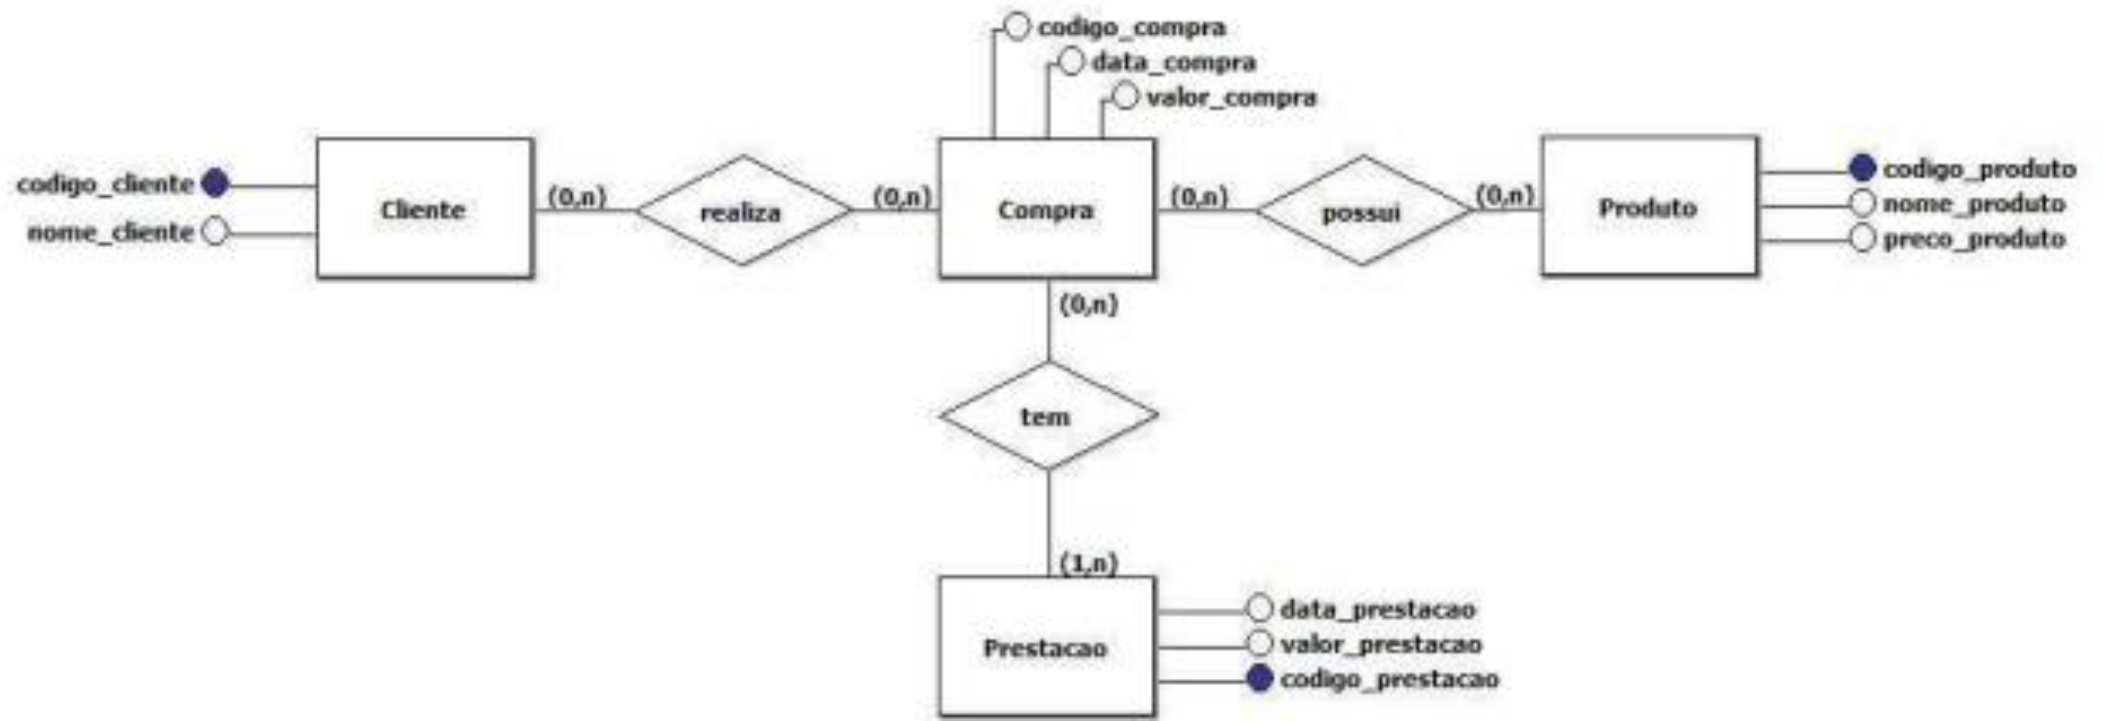 codigo_compra
data_compra
valor_compra
codigo_cliente
nome_cliente
Cliente
(0,n)
realiza
(0,n)
Compra
(0,n)
possui
(0,n)
Produto
codigo_produto
nome_produto
preco_produto
(0,n)
tem
(1,n)
Prestacao
data_prestacao
valor_prestacao
codigo_prestacao